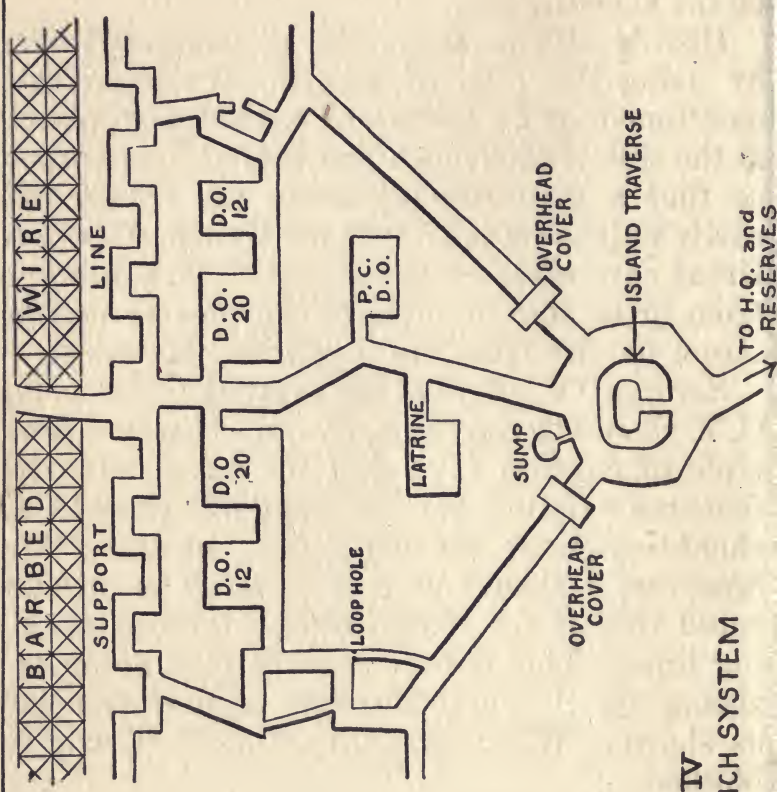 BARBED WIRE
SUPPORT LINE
D.O.
12
D.O
20
D.O.
20
D.O.
12
P.C.
D.O.
LOOP HOLE
LATRINE
SUMP
OVERHEAD
COVER
OVERHEAD
COVER
ISLAND TRAVERSE
TO H.Q. and
RESERVES
IV
CH SYSTEM